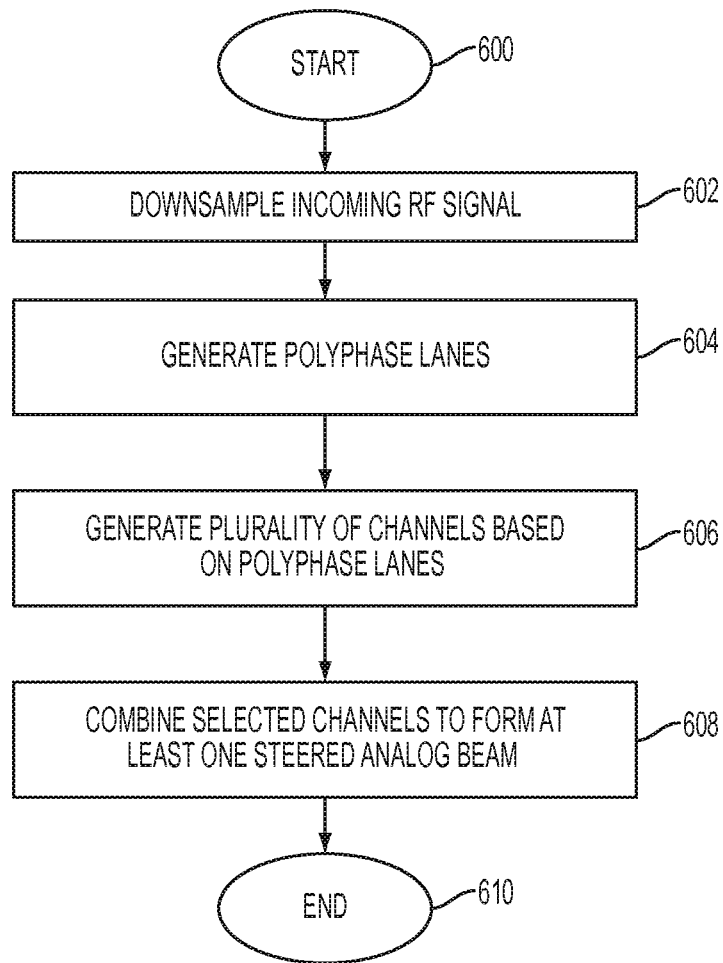 START
600
DOWNSAMPLE INCOMING RF SIGNAL
602
GENERATE POLYPHASE LANES
604
GENERATE PLURALITY OF CHANNELS BASED
ON POLYPHASE LANES
606
COMBINE SELECTED CHANNELS TO FORM AT
LEAST ONE STEERED ANALOG BEAM
608
END
610